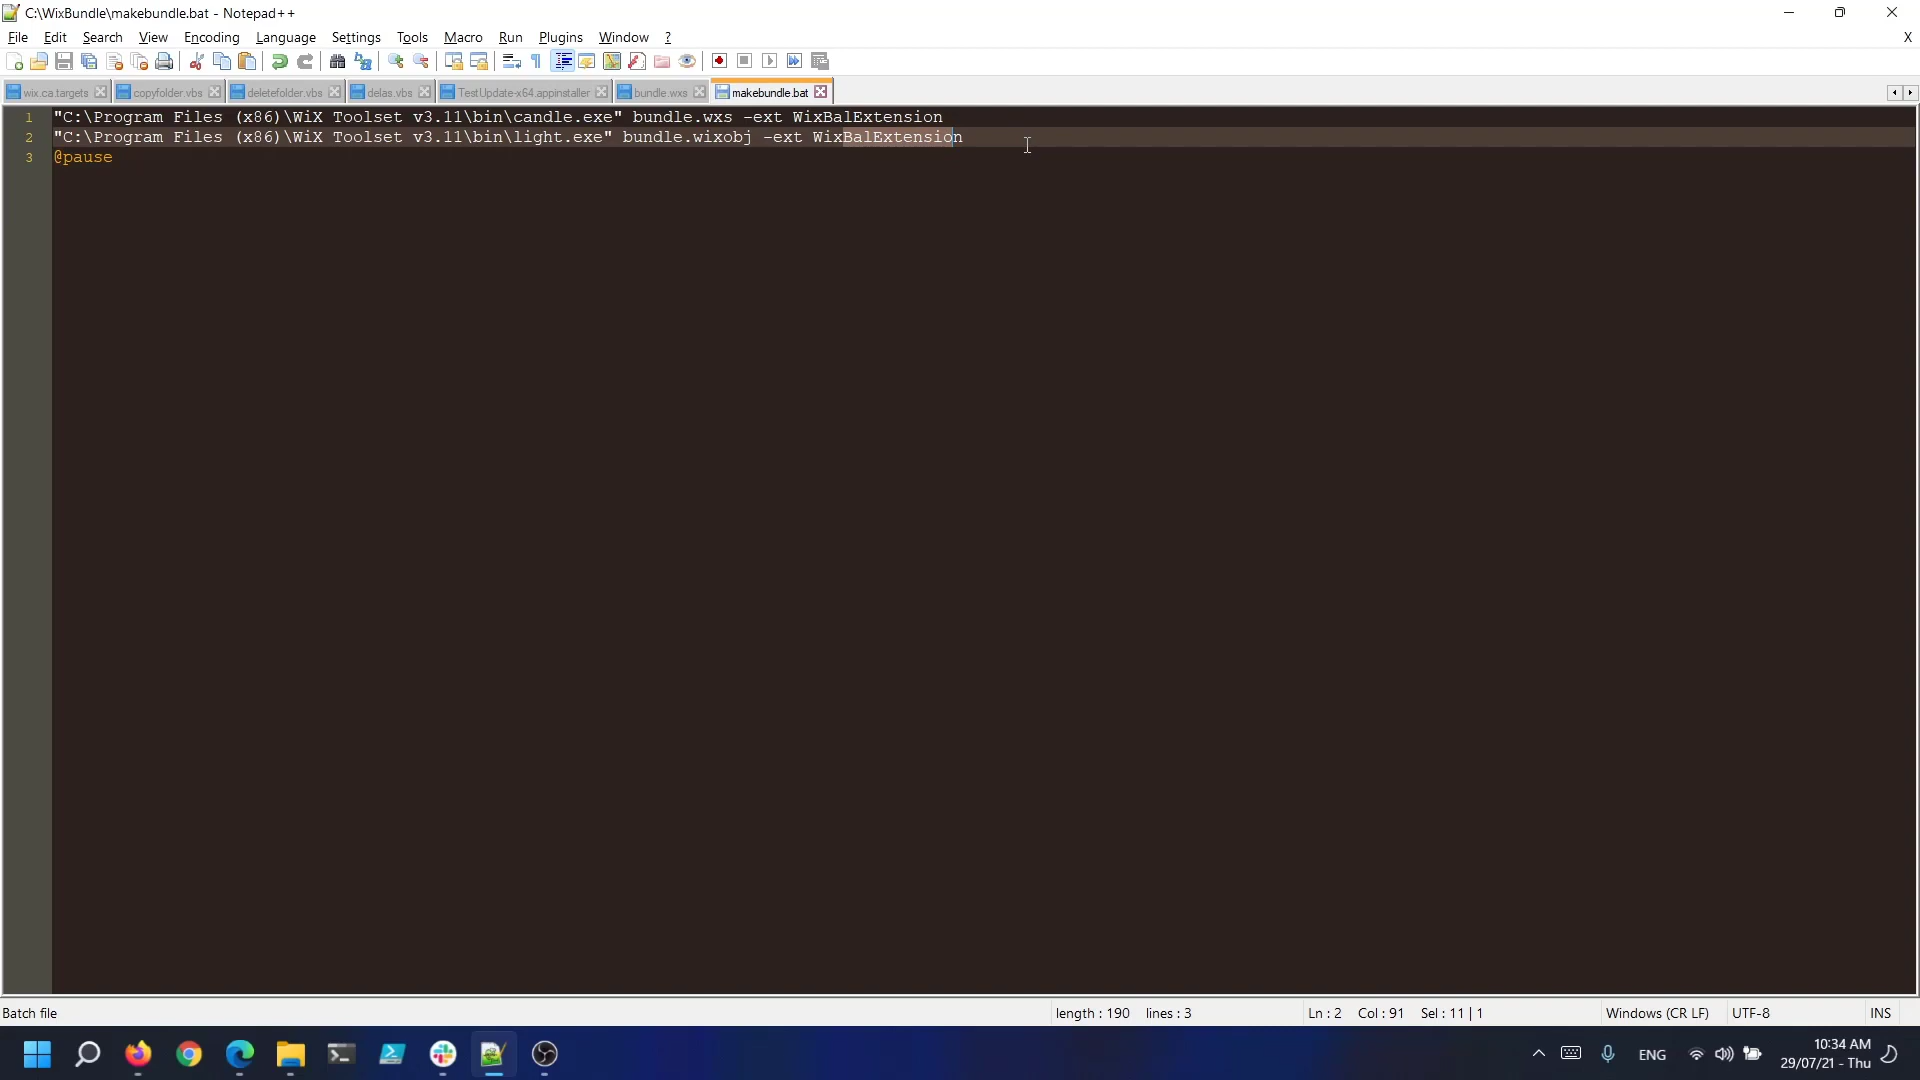 C:\WixBundle\makebundle.bat - Notepad++
File Edit Search View Encoding Language Settings Tools Macro Run Plugins Window ? X
wix.ca.targets copyfolder.vbs deletefolder.vbs delas.vbs TestUpdate-x64.appinstaller bundle.wxs makebundle.bat
1 "C:\Program Files (x86)\WiX Toolset v3.11\bin\candle.exe" bundle.wxs -ext WixBalExtension
2 "C:\Program Files (x86)\WiX Toolset v3.11\bin\light.exe" bundle.wixobj -ext WixBalExtension
3 @pause
Batch file length : 190 lines : 3 Ln : 2 Col : 91 Sel : 11 | 1 Windows (CR LF) UTF-8 INS
ENG 10:34 AM
29/07/21 - Thu